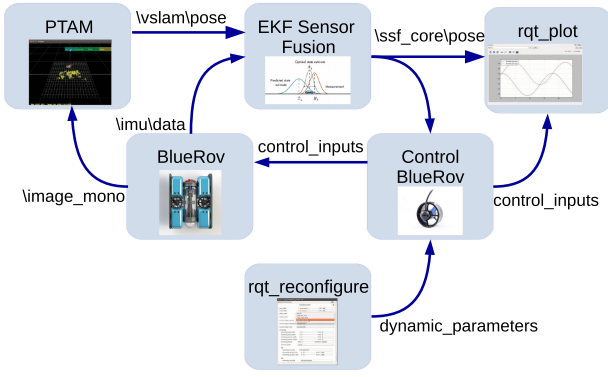 PTAM
\vslam\pose
EKF Sensor
Fusion
\ssf_core\pose
rqt_plot
\imu\data
BlueRov
control_inputs
Control
BlueRov
\image_mono
control_inputs
rqt_reconfigure
dynamic_parameters